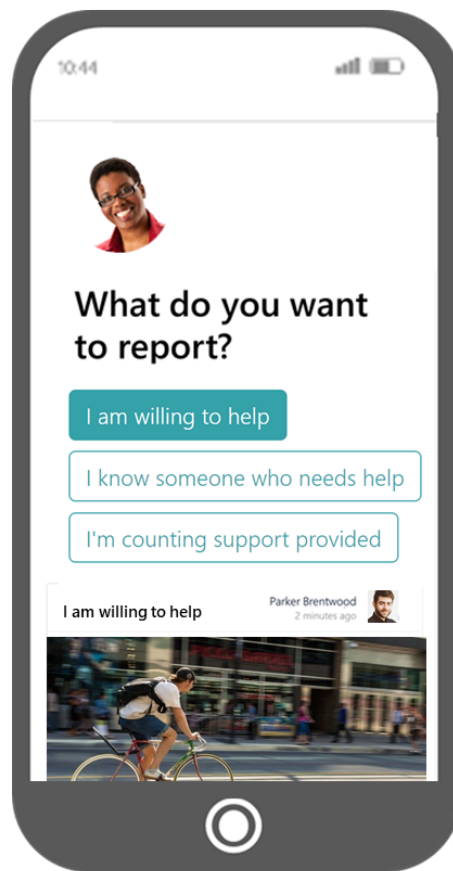 10:44
What do you want
to report?
I am willing to help
I know someone who needs help
I'm counting support provided
I am willing to help
Parker Brentwood
2 minutes ago